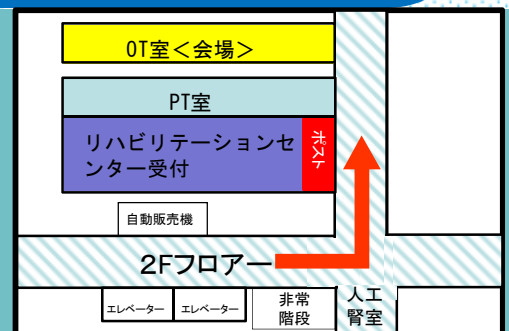 OT室＜会場＞
PT室
リハビリテーションセ
ンター受付
ポスト
自動販売機
2Fフロアー
エレベーター
エレベーター
非常
階段
人工
腎室